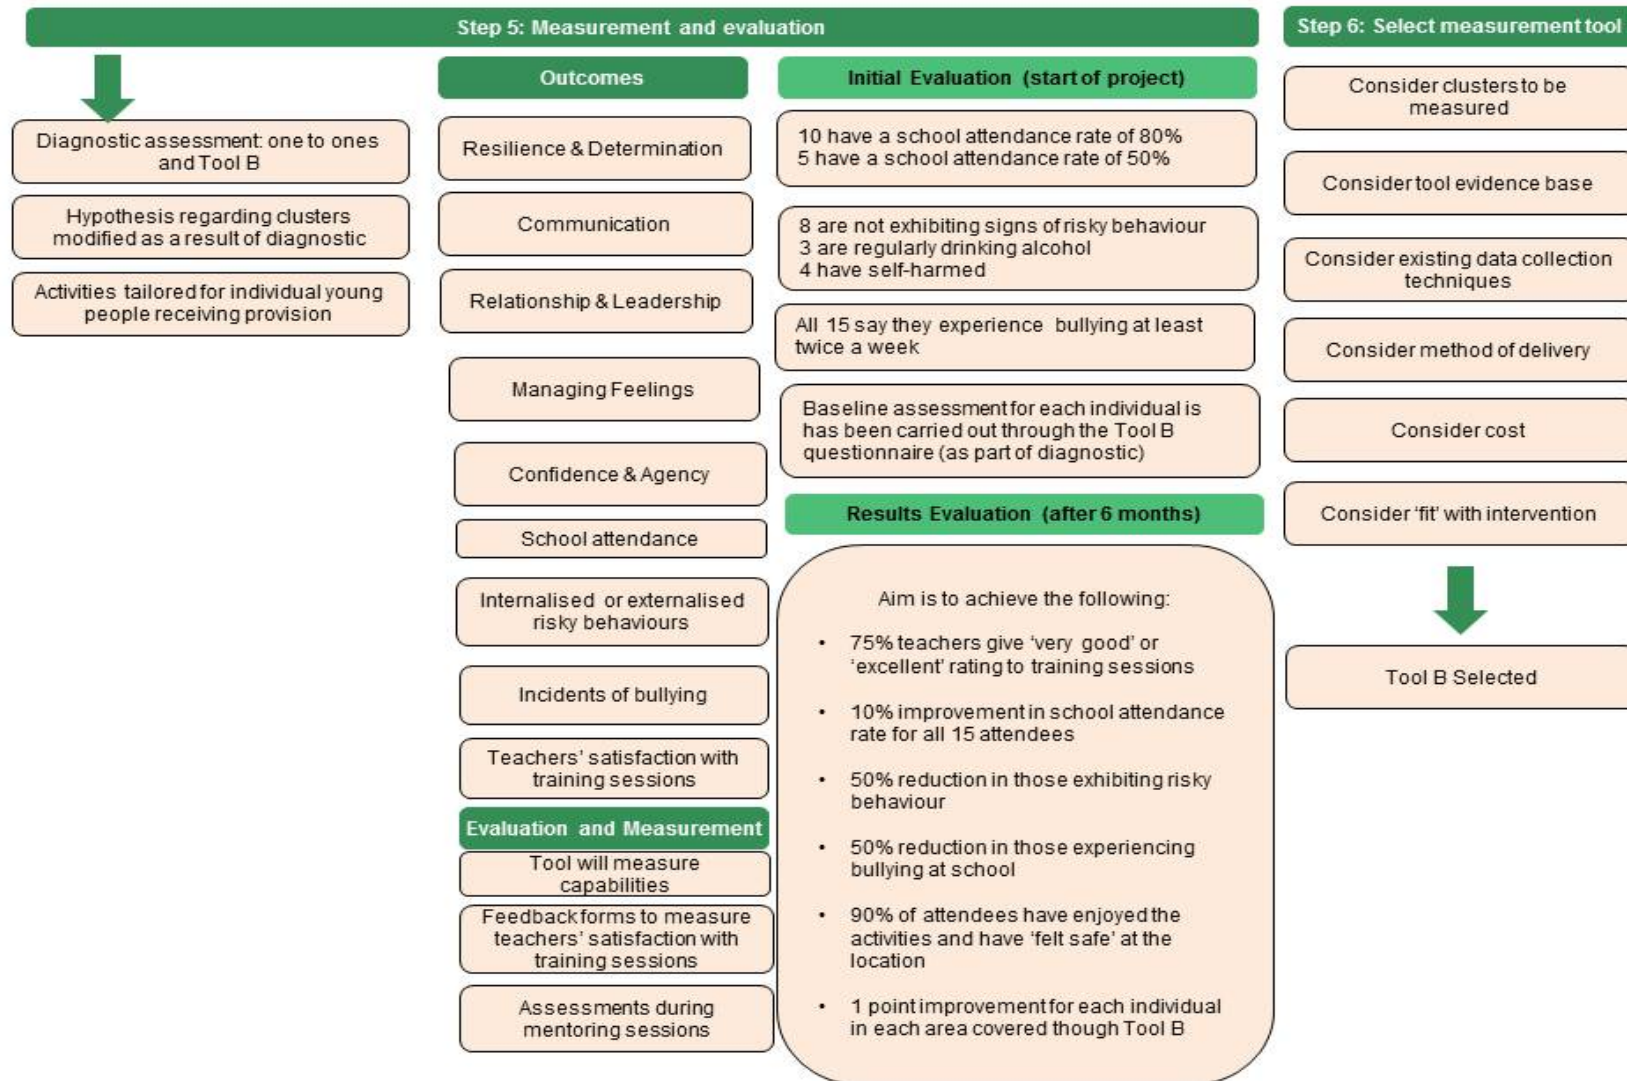 Step 5: Measurement and evaluation
Diagnostic assessment: one to ones
and Tool B
Hypothesis regarding clusters
modified as a result of diagnostic
Activities tailored for individual young
people receiving provision
Outcomes
Resilience & Determination
Communication
Relationship & Leadership
Managing Feelings
Confidence & Agency
School attendance
Internalised or externalised
risky behaviours
Incidents of bullying
Teachers' satisfaction with
training sessions
Evaluation and Measurement
Tool will measure
capabilities
Feedback forms to measure
teachers' satisfaction with
training sessions
Assessments during
mentoring sessions
Initial Evaluation (start of project)
10 have a school attendance rate of 80%
5 have a school attendance rate of 50%
8 are not exhibiting signs of risky behaviour
3 are regularly drinking alcohol
4 have self-harmed
All 15 say they experience bullying at least
twice a week
Baseline assessment for each individual is
has been carried out through the Tool B
questionnaire (as part of diagnostic)
Results Evaluation (after 6 months)
Aim is to achieve the following:
• 75% teachers give 'very good' or
'excellent' rating to training sessions
• 10% improvement in school attendance
rate for all 15 attendees
• 50% reduction in those exhibiting risky
behaviour
• 50% reduction in those experiencing
bullying at school
• 90% of attendees have enjoyed the
activities and have 'felt safe' at the
location
• 1 point improvement for each individual
in each area covered though Tool B
Step 6: Select measurement tool
Consider clusters to be
measured
Consider tool evidence base
Consider existing data collection
techniques
Consider method of delivery
Consider cost
Consider 'fit' with intervention
Tool B Selected